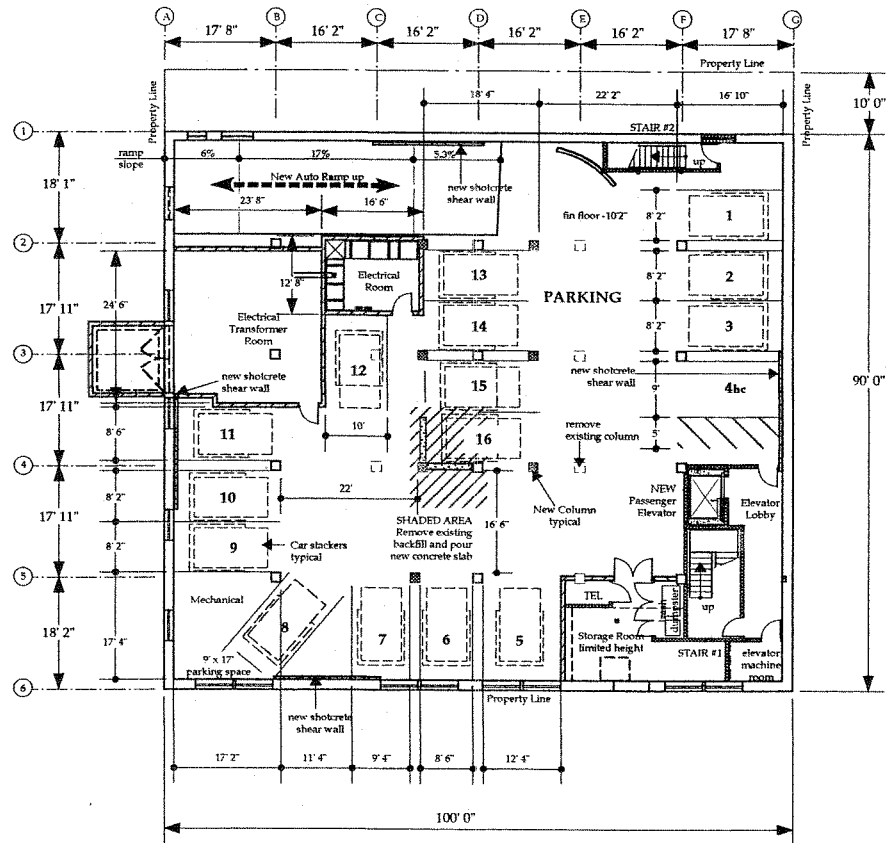 A B C D E F G
17' 8" 16' 2" 16' 2" 16' 2" 16' 2" 17' 8"
Property Line
Property Line
Property Line
10' 0"
18' 4" 22' 2" 16' 10"
STAIR #2
1
ramp
slope
6% 17% 5.3%
up
New Auto Ramp up
new shotcrete
shear wall
18' 1"
23' 8" 16' 6"
fin floor -10'2"
8' 2"
1
2
12' 8"
Electrical
Room
13
8' 2"
2
PARKING
24' 6"
17' 11"
Electrical
Transformer
Room
14
8' 2"
3
3
12
new shotcrete
shear wall
15
new shotcrete
shear wall
9'
4hc
90' 0"
17' 11"
8' 6"
11
10'
16
remove
existing column
5'
4
22'
NEW
Passenger
Elevator
Elevator
Lobby
8' 2"
10
New Column
typical
17' 11"
SHADED AREA
Remove existing
backfill and pour
new concrete slab
16' 6"
8' 2"
9
Car stackers
typical
5
Mechanical
TEL
up
trash
dumpster
18' 2"
17' 4"
8
7
6
5
Storage Room
limited height
STAIR #1
elevator
machine
room
9' x 17'
parking space
6
new shotcrete
shear wall
Property Line
17' 2" 11' 4" 9' 4" 8' 6" 12' 4"
100' 0"